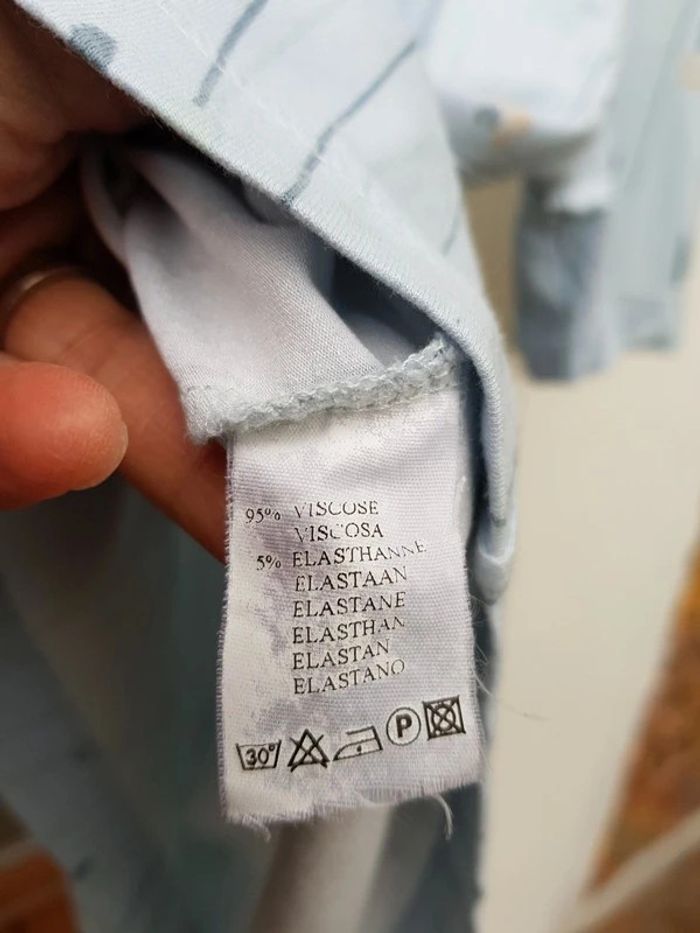 95% VISCOSE
VISCOSA
5% ELASTHANNE
ELASTAAN
ELASTANE
ELASTHAN
ELASTAN
ELASTANO
30° P